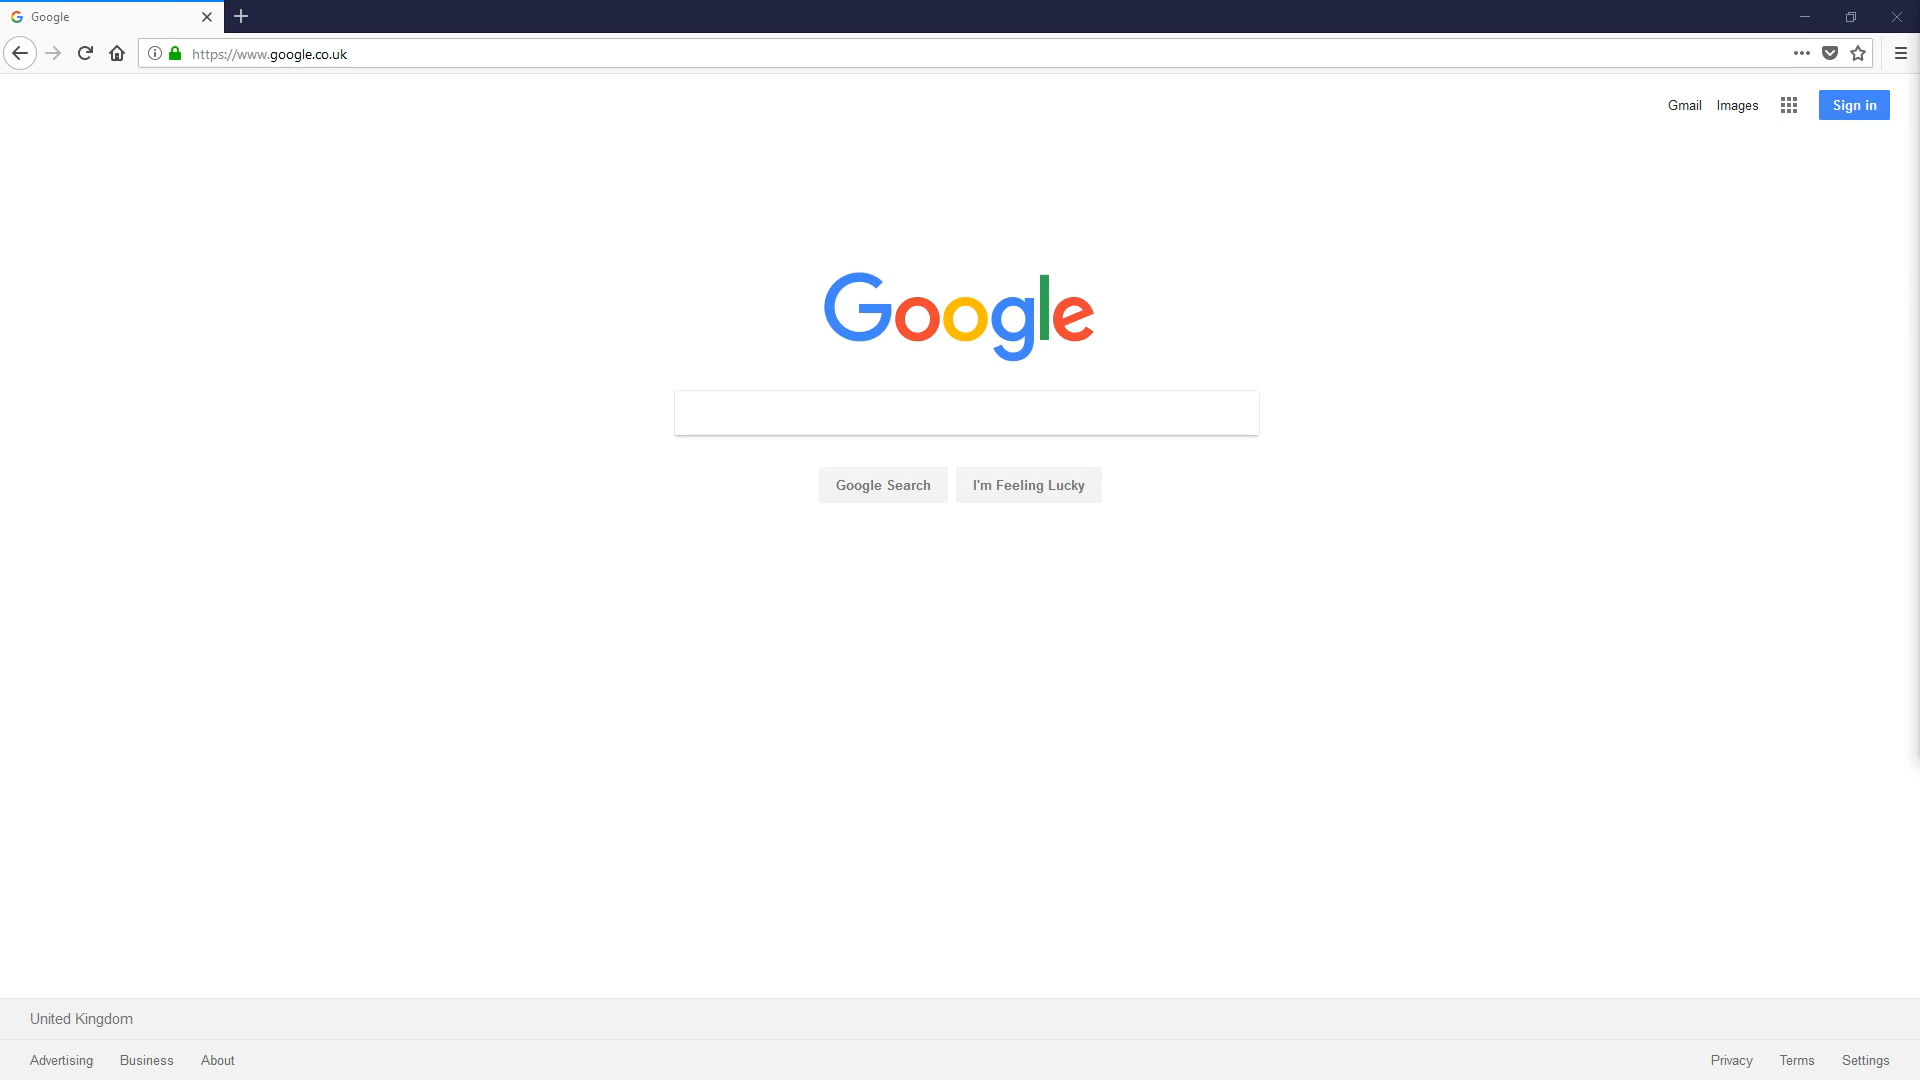 Google
https://www.google.co.uk
Gmail Images Sign in
Google
Google Search I'm Feeling Lucky
United Kingdom
Advertising Business About Privacy Terms Settings